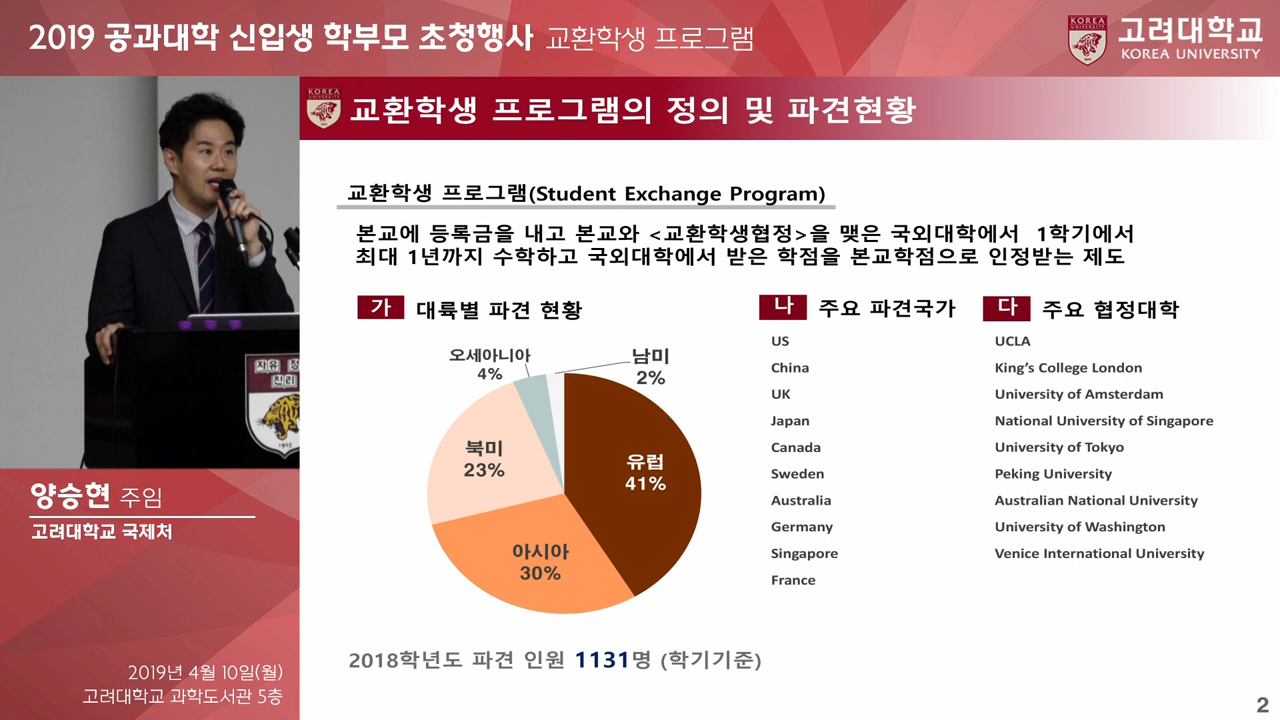 2019 공과대학 신입생 학부모 초청행사 교환학생 프로그램
KOREA UNIVERSITY
고려대학교
KOREA UNIVERSITY
KOREA UNIVERSITY
교환학생 프로그램의 정의 및 파견현황
교환학생 프로그램(Student Exchange Program)
본교에 등록금을 내고 본교와 <교환학생협정>을 맺은 국외대학에서 1학기에서
최대 1년까지 수학하고 국외대학에서 받은 학점을 본교학점으로 인정받는 제도
가 대륙별 파견 현황
오세아니아
4%
남미
2%
북미
23%
유럽
41%
아시아
30%
나 주요 파견국가
US
China
UK
Japan
Canada
Sweden
Australia
Germany
Singapore
France
다 주요 협정대학
UCLA
King’s College London
University of Amsterdam
National University of Singapore
University of Tokyo
Peking University
Australian National University
University of Washington
Venice International University
2018학년도 파견 인원 1131명 (학기기준)
2
자유 정
진리
양승현 주임
고려대학교 국제처
2019년 4월 10일(월)
고려대학교 과학도서관 5층